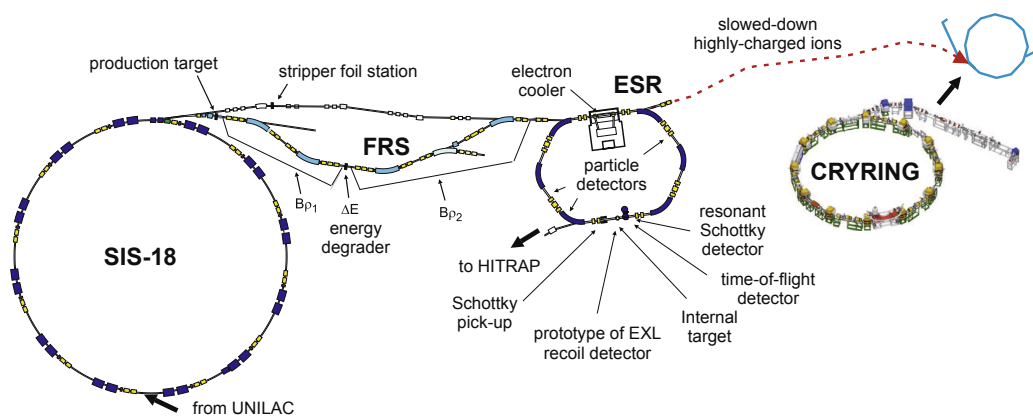 slowed-down
highly-charged ions
production target
stripper foil station
electron
cooler
ESR
FRS
particle
detectors
CRYRING
Bρ1
ΔE
energy
degrader
Bρ2
SIS-18
to HITRAP
resonant
Schottky
detector
time-of-flight
detector
Schottky
pick-up
Internal
target
prototype of EXL
recoil detector
from UNILAC